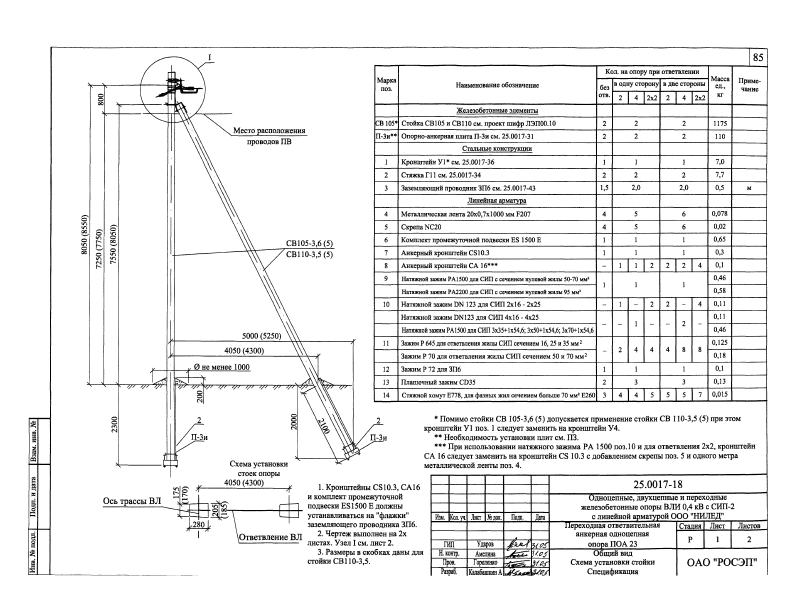 85
1
800
Место расположения
проводов ПВ
8050 (8550)
7250 (7750)
7550 (8050)
СВ105-3,6 (5)
СВ110-3,5 (5)
5000 (5250)
4050 (4300)
Ø не менее 1000
200
2300
2000
2100
2
П-3и
2
П-3и
Схема установки
стоек опоры
4050 (4300)
175
(170)
Ось трассы ВЛ
205
(185)
280
Ответвление ВЛ
Марка поз. Наименование обозначение Кол. на опору при ответвлении Масса ед., кг Примечание
без отв. в одну сторону в две стороны
2 4 2х2 2 4 2х2
Железобетонные элементы
СВ 105* Стойка СВ105 и СВ110 см. проект шифр ЛЭП00.10 2 2 2 1175
П-3и** Опорно-анкерная плита П-3и см. 25.0017-31 2 2 2 110
Стальные конструкции
1 Кронштейн У1* см. 25.0017-36 1 1 1 7,0
2 Стяжка Г11 см. 25.0017-34 2 2 2 7,7
3 Заземляющий проводник ЗП6 см. 25.0017-43 1,5 2,0 2,0 0,5 м
Линейная арматура
4 Металлическая лента 20х0,7х1000 мм F207 4 5 6 0,078
5 Скрепа NC20 4 5 6 0,02
6 Комплект промежуточной подвески ES 1500 E 1 1 1 0,65
7 Анкерный кронштейн CS10.3 1 1 1 0,3
8 Анкерный кронштейн СА 16*** – 1 1 2 2 2 4 0,1
9 Натяжной зажим РА1500 для СИП с сечением нулевой жилы 50-70 мм² 1 1 1 0,46
Натяжной зажим РА2200 для СИП с сечением нулевой жилы 95 мм² 0,58
10 Натяжной зажим DN 123 для СИП 2х16 - 2х25 – 1 – 2 2 – 4 0,11
Натяжной зажим DN123 для СИП 4х16 - 4х25 – – 1 – – 2 – 0,11
Натяжной зажим РА1500 для СИП 3х35+1х54,6; 3х50+1х54,6; 3х70+1х54,6 0,46
11 Зажим Р 645 для ответвления жилы СИП сечением 16, 25 и 35 мм² – 2 4 4 4 8 8 0,125
Зажим Р 70 для ответвления жилы СИП сечением 50 и 70 мм² 0,18
12 Зажим Р 72 для ЗП6 1 1 1 0,1
13 Плашечный зажим CD35 2 3 3 0,13
14 Стяжной хомут Е778, для фазных жил сечением больше 70 мм² Е260 3 4 4 5 5 5 7 0,015
* Помимо стойки СВ 105-3,6 (5) допускается применение стойки СВ 110-3,5 (5) при этом
кронштейн У1 поз. 1 следует заменить на кронштейн У4.
** Необходимость установки плит см. ПЗ.
*** При использовании натяжного зажима РА 1500 поз.10 и для ответвления 2х2, кронштейн
СА 16 следует заменить на кронштейн CS 10.3 с добавлением скрепы поз. 5 и одного метра
металлической ленты поз. 4.
1. Кронштейны CS10.3, СА16
и комплект промежуточной
подвески ES1500 E должны
устанавливаться на "флажки"
заземляющего проводника ЗП6.
2. Чертеж выполнен на 2х
листах. Узел I см. лист 2.
3. Размеры в скобках даны для
стойки СВ110-3,5.
25.0017-18
Одноцепные, двухцепные и переходные
железобетонные опоры ВЛИ 0,4 кВ с СИП-2
с линейной арматурой ООО "НИЛЕД"
Изм. Кол. уч. Лист № док. Подп. Дата
Переходная ответвительная
анкерная одноцепная
опора ПОА 23
Стадия Лист Листов
Р 1 2
ГИП Ударов 31.05
Н. контр. Амелина 31.05
Пров. Гореленко 31.05
Разраб. Калабашкин А 31.05
Общий вид
Схема установки стойки
Спецификация
ОАО "РОСЭП"
Взам. инв. №
Подп. и дата
Инв. № подл.